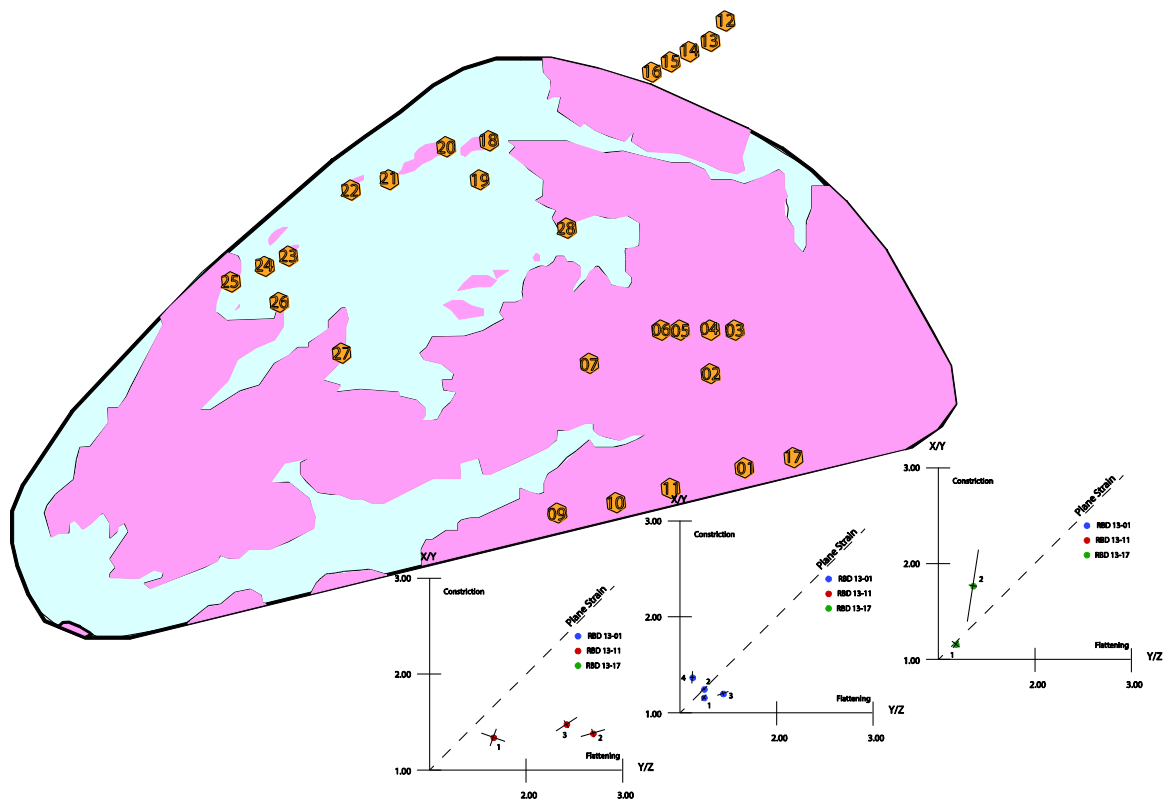 12
13
14
15
16
18
20
19
21
22
28
23
24
25
26
06 05 04 03
27
07
02
17
01
11
10
09
X/Y
3.00
Constriction
Plane Strain
RBD 13-01
RBD 13-11
RBD 13-17
2.00
2
1
Flattening
1.00
Y/Z
2.00
3.00
X/Y
3.00
Constriction
Plane Strain
RBD 13-01
RBD 13-11
RBD 13-17
2.00
4
2
3
1
Flattening
1.00
Y/Z
2.00
3.00
X/Y
3.00
Constriction
Plane Strain
RBD 13-01
RBD 13-11
RBD 13-17
2.00
1
3
2
Flattening
1.00
Y/Z
2.00
3.00